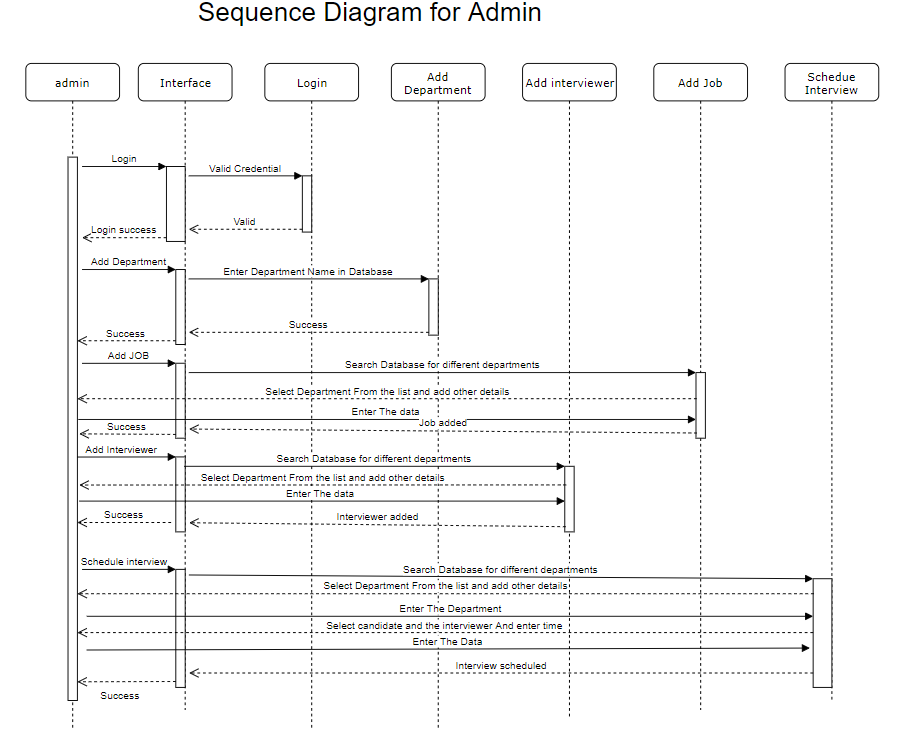 Sequence Diagram for Admin
admin
Interface
Login
Add
Department
Add interviewer
Add Job
Schedue
Interview
Login
Valid Credential
Valid
Login success
Add Department
Enter Department Name in Database
Success
Success
Add JOB
Search Database for different departments
Select Department From the list and add other details
Enter The data
Job added
Success
Add Interviewer
Search Database for different departments
Select Department From the list and add other details
Enter The data
Success
Interviewer added
Schedule interview
Search Database for different departments
Select Department From the list and add other details
Enter The Department
Select candidate and the interviewer And enter time
Enter The Data
Interview scheduled
Success